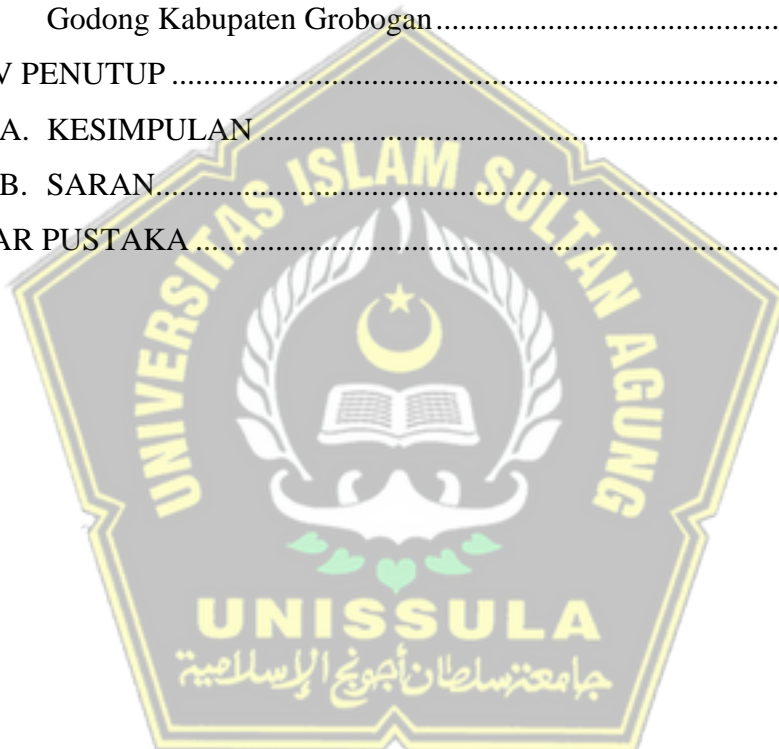 Godong Kabupaten Grobogan..............................................
V PENUTUP................................................................................
A. KESIMPULAN.....................................................................
B. SARAN..................................................................................
AR PUSTAKA.............................................................................
UNIVERSITAS ISLAM SULTAN AGUNG
UNISSULA
جامعة سلطان أجونج الإسلامية